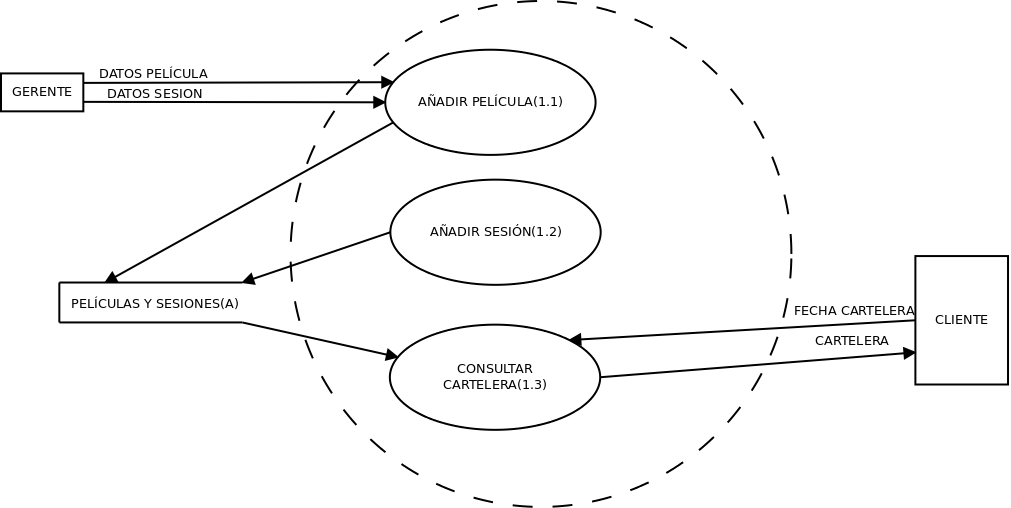 DATOS PELÍCULA
GERENTE
DATOS SESION
AÑADIR PELÍCULA(1.1)
AÑADIR SESIÓN(1.2)
PELÍCULAS Y SESIONES(A)
FECHA CARTELERA
CLIENTE
CARTELERA
CONSULTAR
CARTELERA(1.3)